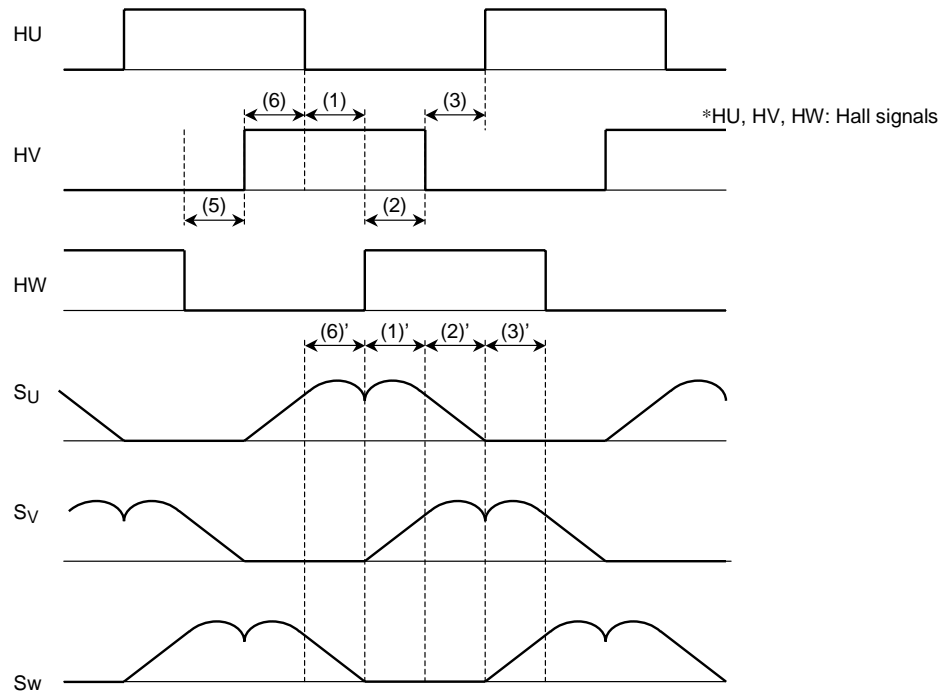 HU
(6) (1) (3)
*HU, HV, HW: Hall signals
HV
(5) (2)
HW
(6)’ (1)’ (2)’ (3)’
SU
SV
Sw